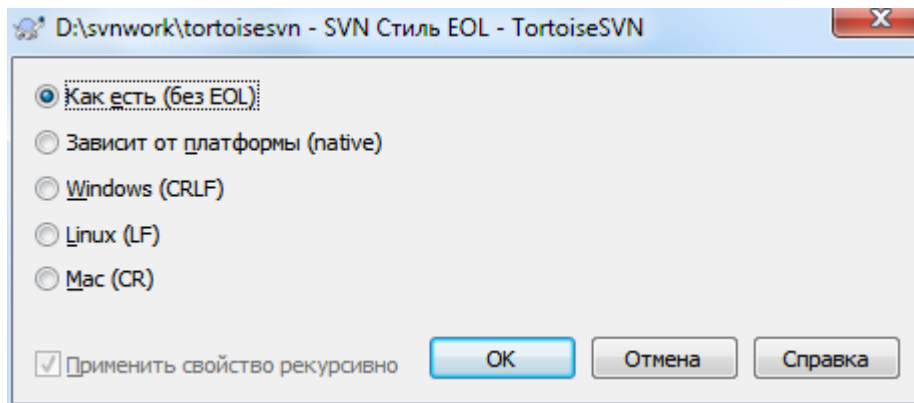 D:\svnwork\tortoisesvn - SVN Стиль EOL - TortoiseSVN
Как есть (без EOL)
Зависит от платформы (native)
Windows (CRLF)
Linux (LF)
Mac (CR)
Применить свойство рекурсивно
OK
Отмена
Справка